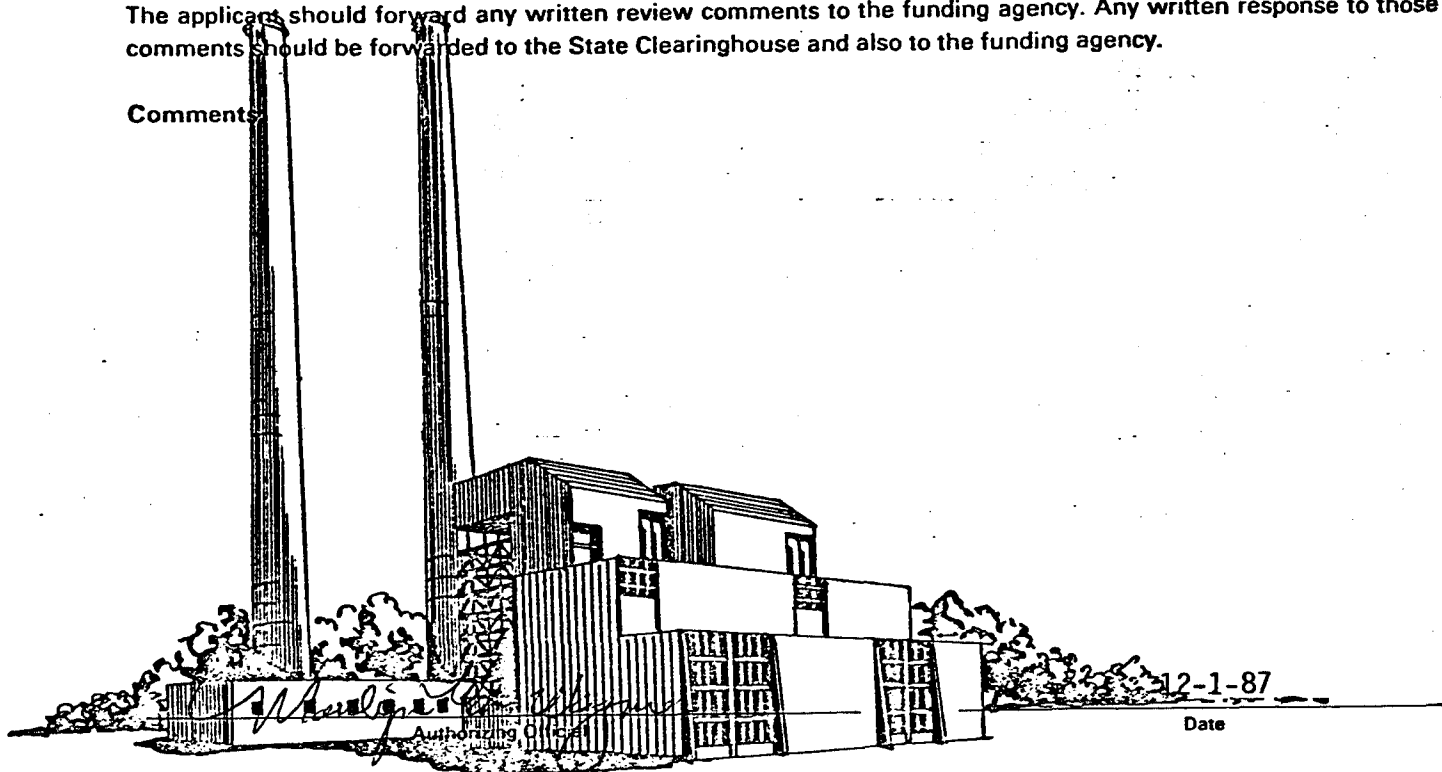 The applicant should forward any written review comments to the funding agency. Any written response to those
comments should be forwarded to the State Clearinghouse and also to the funding agency.
Comments:
12-1-87
Authorizing Official
Date